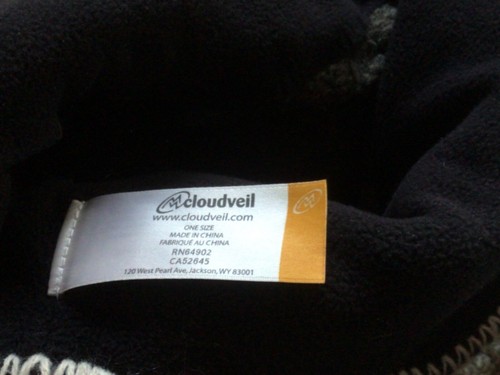 cloudveil
www.cloudveil.com
ONE SIZE
MADE IN CHINA
FABRIQUÉ AU CHINA
RN64902
CA52645
120 West Pearl Ave, Jackson, WY 83001